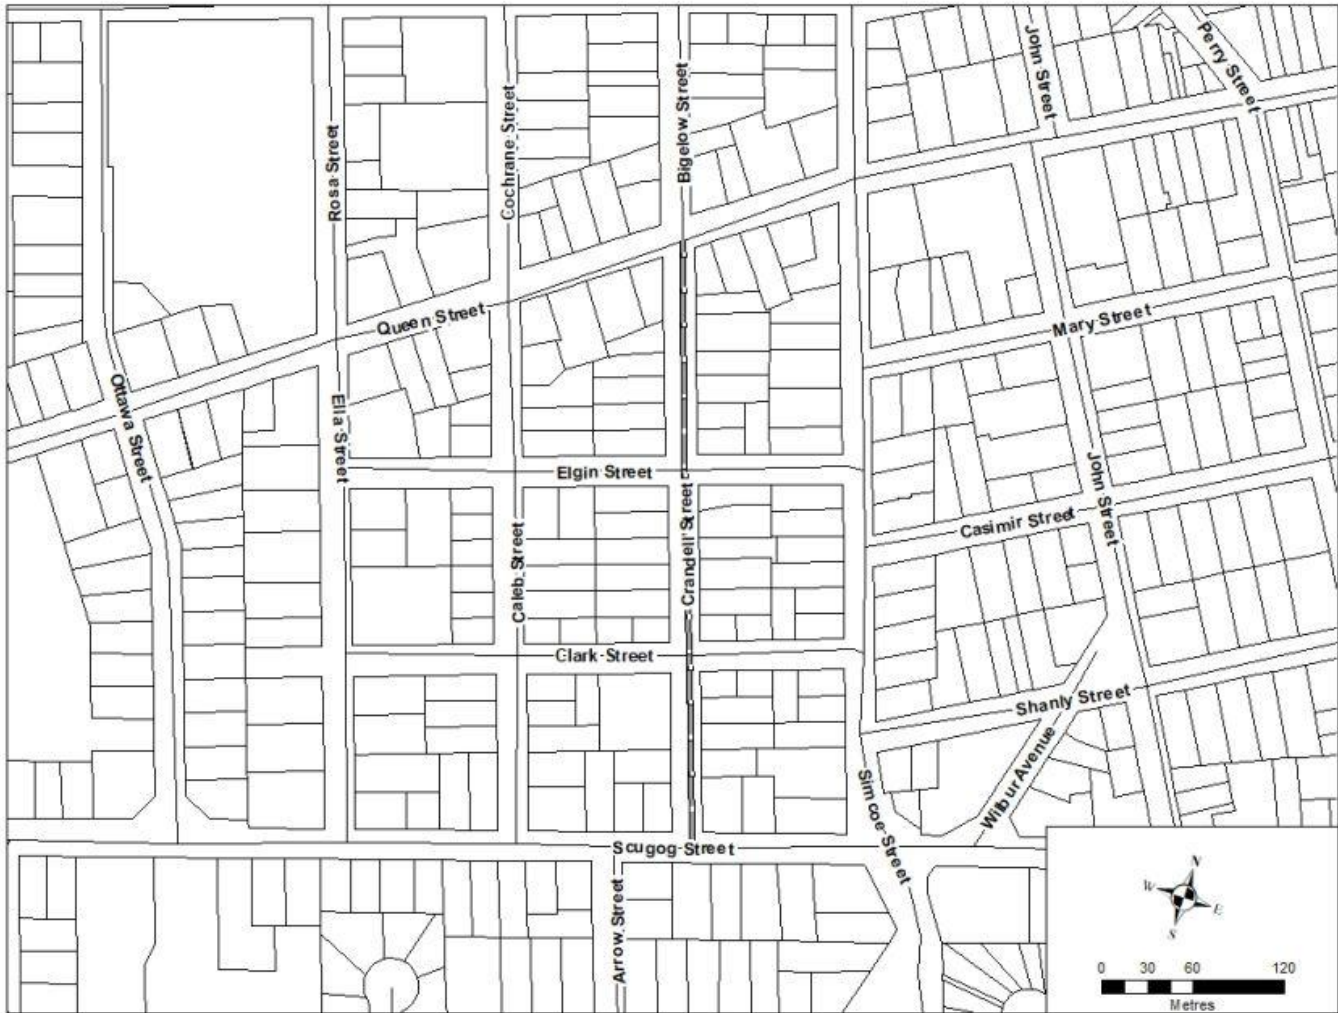 John Street
Perry Street
Bigelow Street
Cochrane Street
Rosa Street
Queen Street
Mary Street
Ottawa Street
Ella Street
Elgin Street
Crandell Street
Caleb Street
John Street
Casimir Street
Clark Street
Shanly Street
Wilbur Avenue
Simcoe Street
Scugog Street
Arrow Street
N
W
E
S
0 30 60 120
Metres